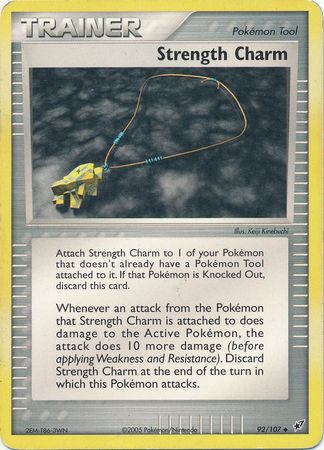 TRAINER
Pokémon Tool
Strength Charm
Illus. Keiji Kinebuchi
Attach Strength Charm to 1 of your Pokémon
that doesn't already have a Pokémon Tool
attached to it. If that Pokémon is Knocked Out,
discard this card.
Whenever an attack from the Pokémon
that Strength Charm is attached to does
damage to the Active Pokémon, the
attack does 10 more damage (before
applying Weakness and Resistance). Discard
Strength Charm at the end of the turn in
which this Pokémon attacks.
2EM-T86-3WN
©2005 Pokémon/Nintendo
92/107 ◆